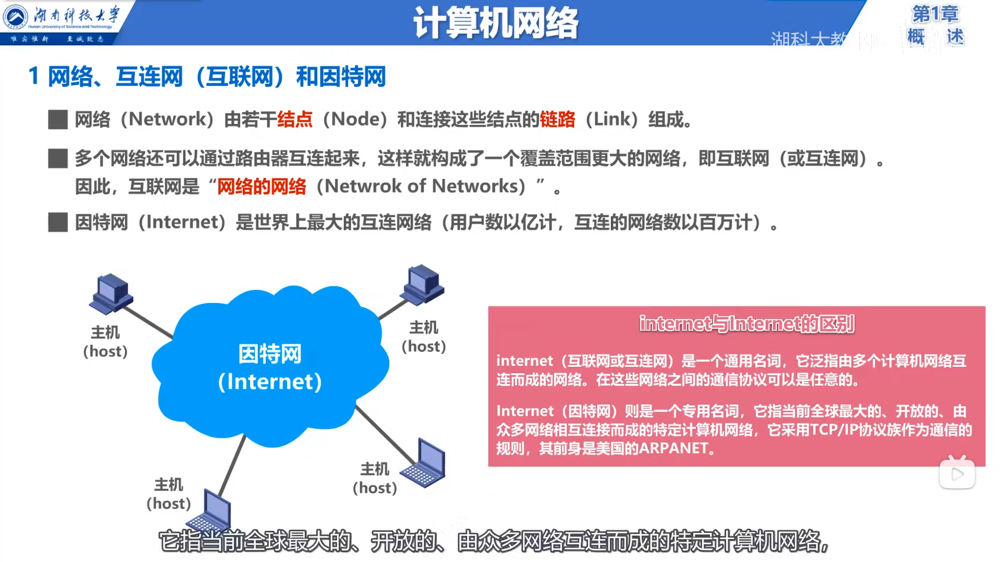 湖南科技大学
Hunan University of Science and Technology
唯实惟新 至诚致志
计算机网络
第1章
概 述
湖科大教
1 网络、互连网（互联网）和因特网
网络（Network）由若干结点（Node）和连接这些结点的链路（Link）组成。
多个网络还可以通过路由器互连起来，这样就构成了一个覆盖范围更大的网络，即互联网（或互连网）。
因此，互联网是“网络的网络（Netwrok of Networks）”。
因特网（Internet）是世界上最大的互连网络（用户数以亿计，互连的网络数以百万计）。
主机
(host)
主机
(host)
因特网
(Internet)
主机
(host)
主机
(host)
internet与Internet的区别
internet（互联网或互连网）是一个通用名词，它泛指由多个计算机网络互
连而成的网络。在这些网络之间的通信协议可以是任意的。
Internet（因特网）则是一个专用名词，它指当前全球最大的、开放的、由
众多网络相互连接而成的特定计算机网络，它采用TCP/IP协议族作为通信的
规则，其前身是美国的ARPANET。
它指当前全球最大的、开放的、由众多网络互连而成的特定计算机网络，